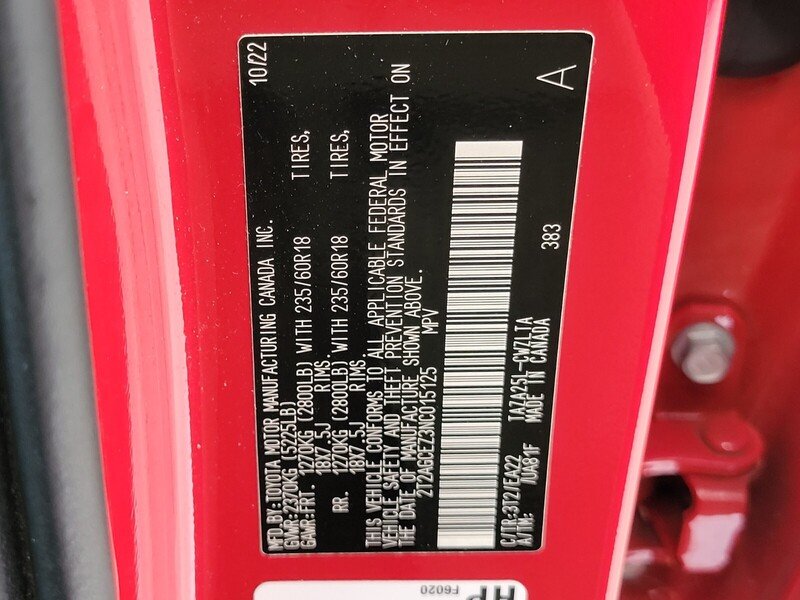 MFD.BY:TOYOTA MOTOR MANUFACTURING CANADA INC. 10/22
GVWR:2370KG (5225LB)
GAWR:FRT. 1270KG (2800LB) WITH 235/60R18 TIRES,
18X7.5J RIMS.
RR. 1270KG (2800LB) WITH 235/60R18 TIRES,
18X7.5J RIMS.
THIS VEHICLE CONFORMS TO ALL APPLICABLE FEDERAL MOTOR
VEHICLE SAFETY AND THEFT PREVENTION STANDARDS IN EFFECT ON
THE DATE OF MANUFACTURE SHOWN ABOVE.
2T2AGCEZ3NC015125 MPV
C/TR:3T2/EA22 TAZA25L-CWZLTA
A/TM: /UA81F MADE IN CANADA 383
A
F6020